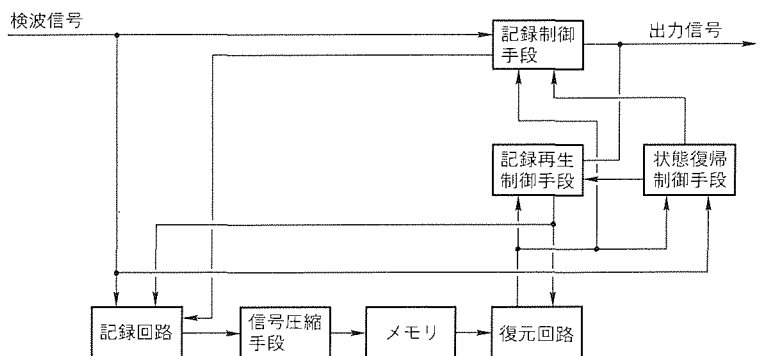 検波信号
記録制御
手段
出力信号
記録再生
制御手段
状態復帰
制御手段
記録回路
信号圧縮
手段
メモリ
復元回路